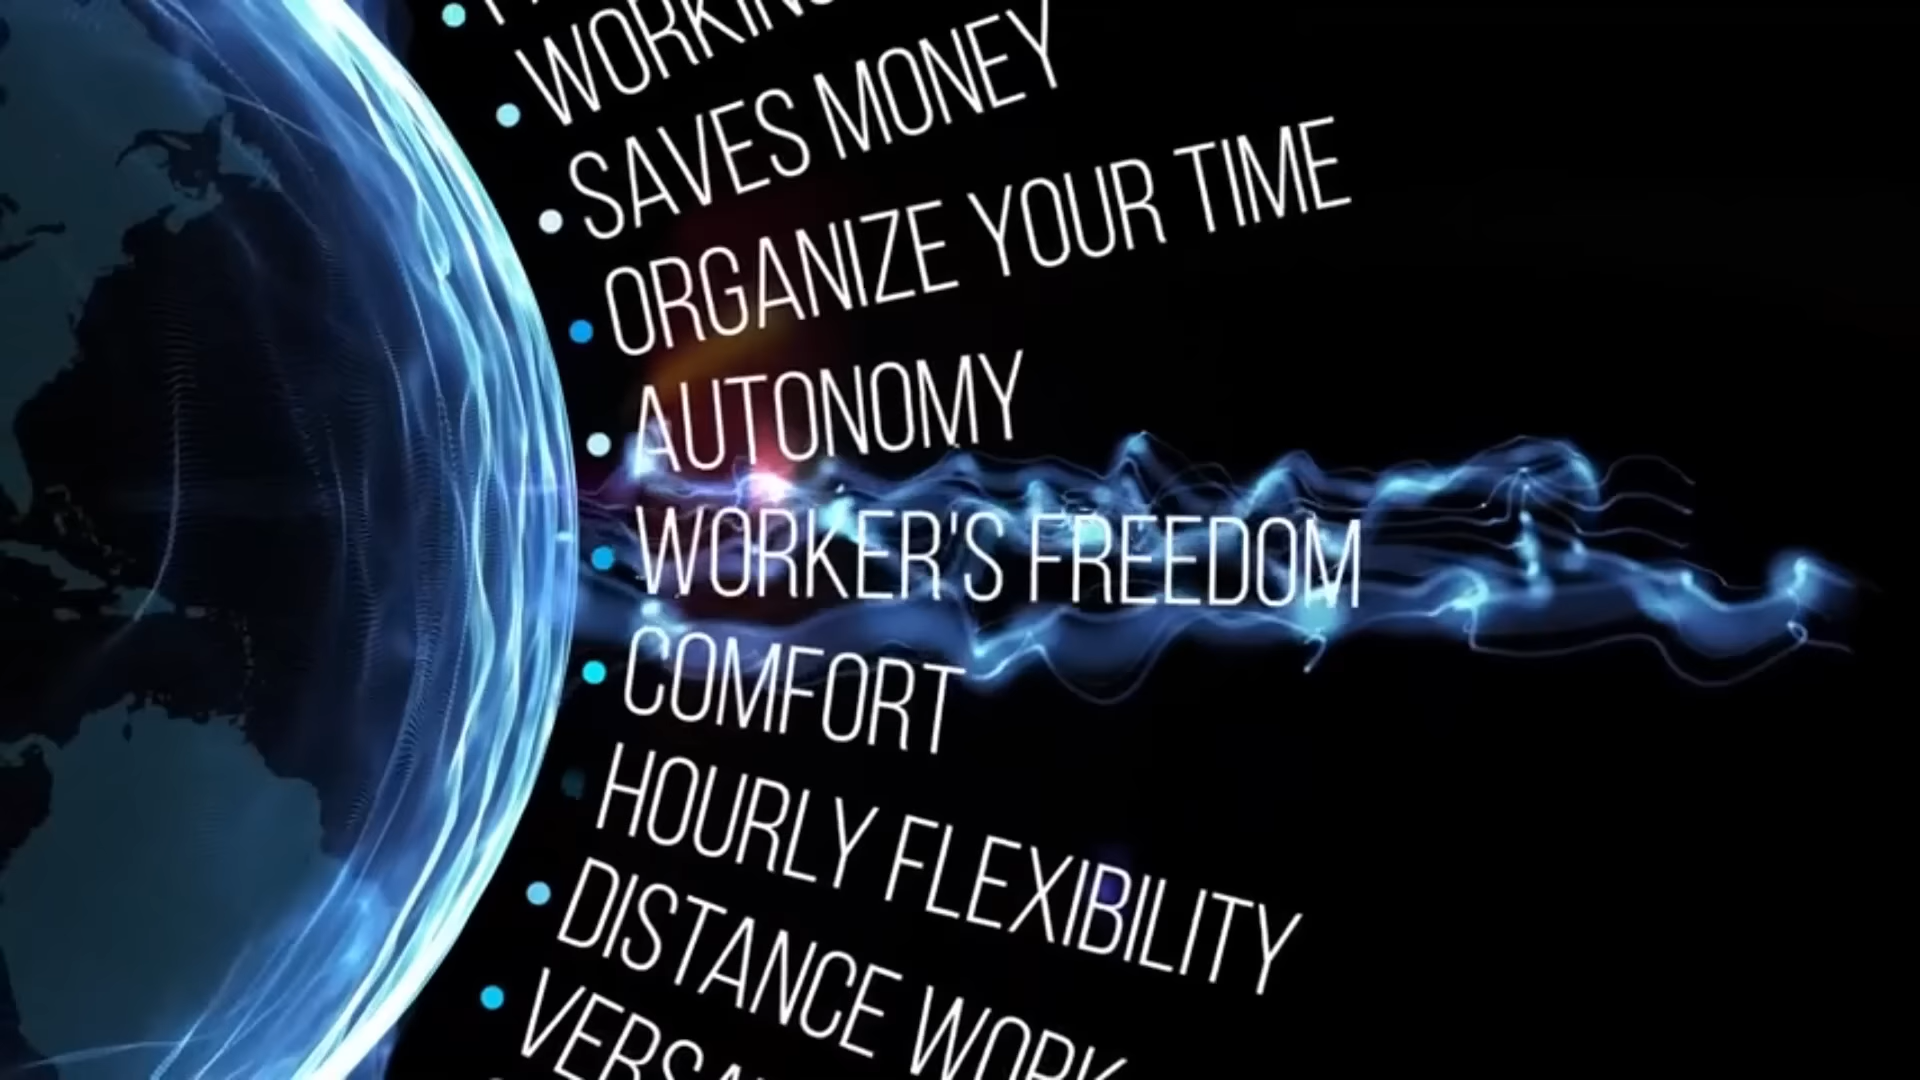 SAVES MONEY
ORGANIZE YOUR TIME
AUTONOMY
WORKER'S FREEDOM
COMFORT
HOURLY FLEXIBILITY
DISTANCE WORK